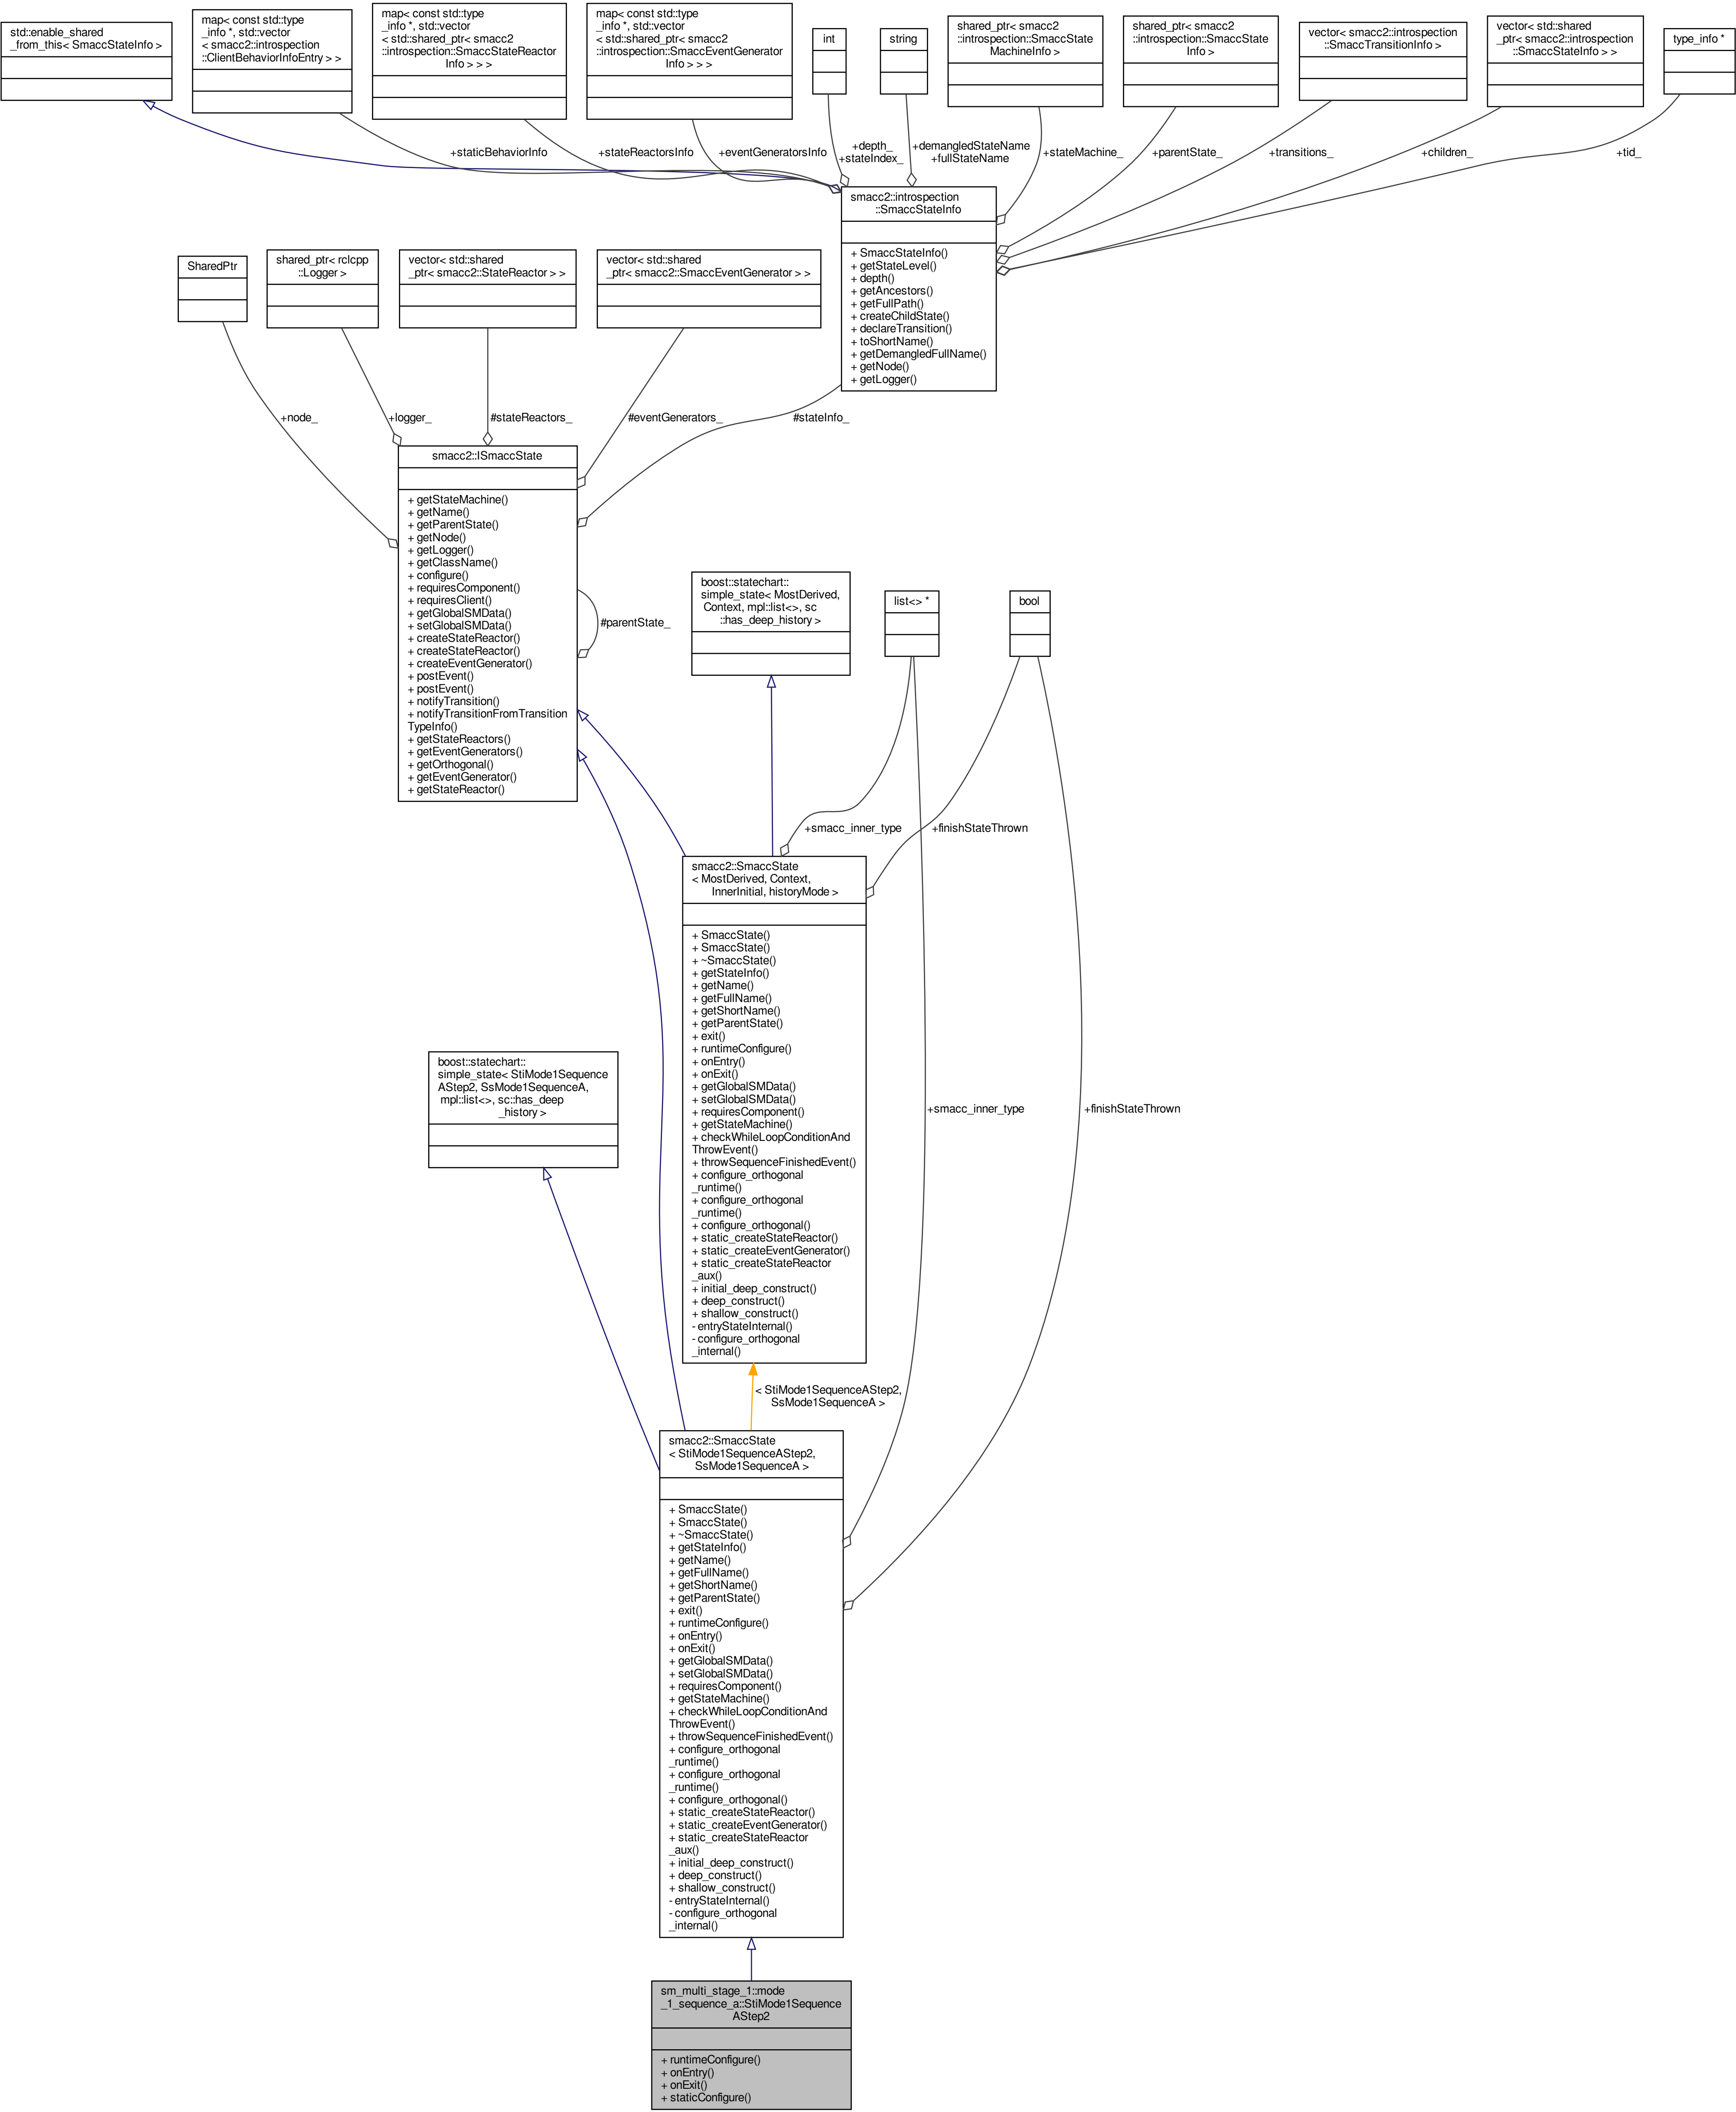 std::enable_shared
_from_this< SmaccStateInfo >
map< const std::type
_info *, std::vector
< smacc2::introspection
::ClientBehaviorInfoEntry > >
map< const std::type
_info *, std::vector
< std::shared_ptr< smacc2
::introspection::SmaccStateReactor
Info > > >
map< const std::type
_info *, std::vector
< std::shared_ptr< smacc2
::introspection::SmaccEventGenerator
Info > > >
int
string
shared_ptr< smacc2
::introspection::SmaccState
MachineInfo >
shared_ptr< smacc2
::introspection::SmaccState
Info >
vector< smacc2::introspection
::SmaccTransitionInfo >
vector< std::shared
_ptr< smacc2::introspection
::SmaccStateInfo > >
type_info *
+staticBehaviorInfo
+stateReactorsInfo
+eventGeneratorsInfo
+depth_
+stateIndex_
+demangledStateName
+fullStateName
+stateMachine_
+parentState_
+transitions_
+children_
+tid_
smacc2::introspection
::SmaccStateInfo
+ SmaccStateInfo()
+ getStateLevel()
+ depth()
+ getAncestors()
+ getFullPath()
+ createChildState()
+ declareTransition()
+ toShortName()
+ getDemangledFullName()
+ getNode()
+ getLogger()
SharedPtr
shared_ptr< rclcpp
::Logger >
vector< std::shared
_ptr< smacc2::StateReactor > >
vector< std::shared
_ptr< smacc2::SmaccEventGenerator > >
+node_
+logger_
#stateReactors_
#eventGenerators_
#stateInfo_
smacc2::ISmaccState
+ getStateMachine()
+ getName()
+ getParentState()
+ getNode()
+ getLogger()
+ getClassName()
+ configure()
+ requiresComponent()
+ requiresClient()
+ getGlobalSMData()
+ setGlobalSMData()
+ createStateReactor()
+ createStateReactor()
+ createEventGenerator()
+ postEvent()
+ postEvent()
+ notifyTransition()
+ notifyTransitionFromTransition
TypeInfo()
+ getStateReactors()
+ getEventGenerators()
+ getOrthogonal()
+ getEventGenerator()
+ getStateReactor()
#parentState_
boost::statechart::
simple_state< MostDerived,
Context, mpl::list<>, sc
::has_deep_history >
list<> *
bool
+smacc_inner_type
+finishStateThrown
smacc2::SmaccState
< MostDerived, Context,
InnerInitial, historyMode >
+ SmaccState()
+ SmaccState()
+ ~SmaccState()
+ getStateInfo()
+ getName()
+ getFullName()
+ getShortName()
+ getParentState()
+ exit()
+ runtimeConfigure()
+ onEntry()
+ onExit()
+ getGlobalSMData()
+ setGlobalSMData()
+ requiresComponent()
+ getStateMachine()
+ checkWhileLoopConditionAnd
ThrowEvent()
+ throwSequenceFinishedEvent()
+ configure_orthogonal
_runtime()
+ configure_orthogonal
_runtime()
+ configure_orthogonal()
+ static_createStateReactor()
+ static_createEventGenerator()
+ static_createStateReactor
_aux()
+ initial_deep_construct()
+ deep_construct()
+ shallow_construct()
- entryStateInternal()
- configure_orthogonal
_internal()
boost::statechart::
simple_state< StiMode1Sequence
AStep2, SsMode1SequenceA,
mpl::list<>, sc::has_deep
_history >
+smacc_inner_type
+finishStateThrown
< StiMode1SequenceAStep2,
SsMode1SequenceA >
smacc2::SmaccState
< StiMode1SequenceAStep2,
SsMode1SequenceA >
+ SmaccState()
+ SmaccState()
+ ~SmaccState()
+ getStateInfo()
+ getName()
+ getFullName()
+ getShortName()
+ getParentState()
+ exit()
+ runtimeConfigure()
+ onEntry()
+ onExit()
+ getGlobalSMData()
+ setGlobalSMData()
+ requiresComponent()
+ getStateMachine()
+ checkWhileLoopConditionAnd
ThrowEvent()
+ throwSequenceFinishedEvent()
+ configure_orthogonal
_runtime()
+ configure_orthogonal
_runtime()
+ configure_orthogonal()
+ static_createStateReactor()
+ static_createEventGenerator()
+ static_createStateReactor
_aux()
+ initial_deep_construct()
+ deep_construct()
+ shallow_construct()
- entryStateInternal()
- configure_orthogonal
_internal()
sm_multi_stage_1::mode
_1_sequence_a::StiMode1Sequence
AStep2
+ runtimeConfigure()
+ onEntry()
+ onExit()
+ staticConfigure()